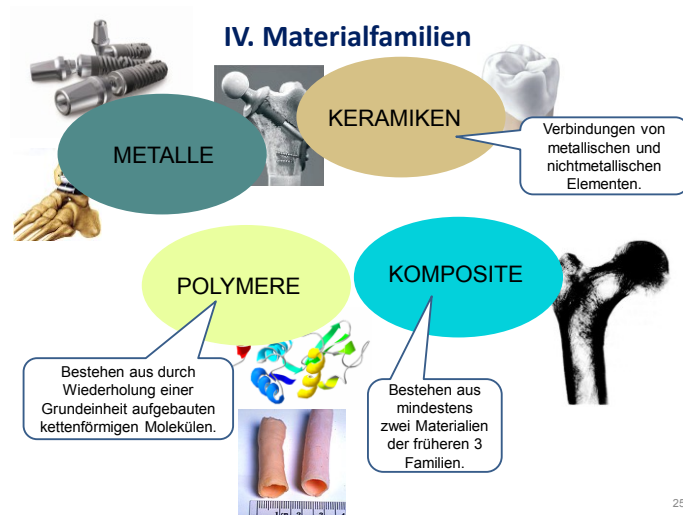 IV. Materialfamilien
METALLE
KERAMIKEN
Verbindungen von
metallischen und
nichtmetallischen
Elementen.
POLYMERE
KOMPOSITE
Bestehen aus durch
Wiederholung einer
Grundeinheit aufgebauten
kettenförmigen Molekülen.
Bestehen aus
mindestens
zwei Materialien
der früheren 3
Familien.
25